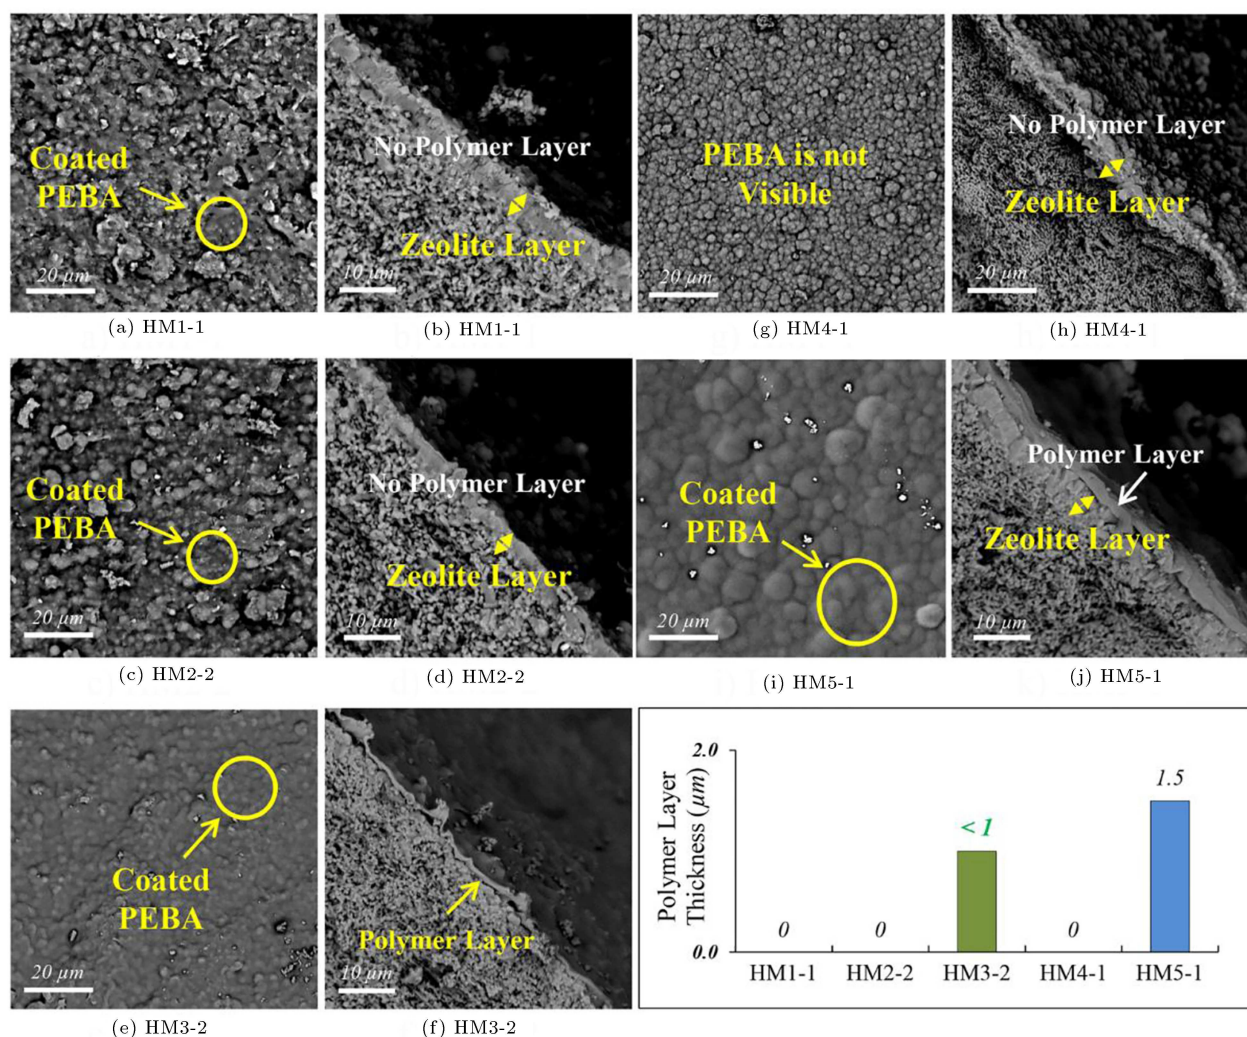 Coated
PEBA
20 µm
(a) HM1-1
No Polymer Layer
Zeolite Layer
10 µm
(b) HM1-1
PEBA is not
Visible
20 µm
(g) HM4-1
No Polymer Layer
Zeolite Layer
20 µm
(h) HM4-1
Coated
PEBA
20 µm
(c) HM2-2
No Polymer Layer
Zeolite Layer
10 µm
(d) HM2-2
Coated
PEBA
20 µm
(i) HM5-1
Polymer Layer
Zeolite Layer
10 µm
(j) HM5-1
Coated
PEBA
20 µm
(e) HM3-2
Polymer Layer
10 µm
(f) HM3-2
Polymer Layer
Thickness (µm)
2.0
0.0
0
0
< 1
0
1.5
HM1-1 HM2-2 HM3-2 HM4-1 HM5-1